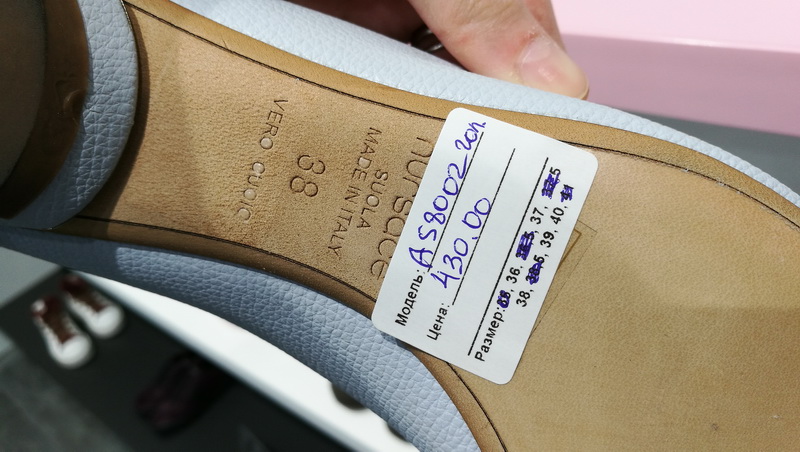 nursace
SUOLA
MADE IN ITALY
38
VERO CUOIO
Модель: AS8002 гол.
Цена: 430.00
Размер: 36, 37,
38, 39, 40,